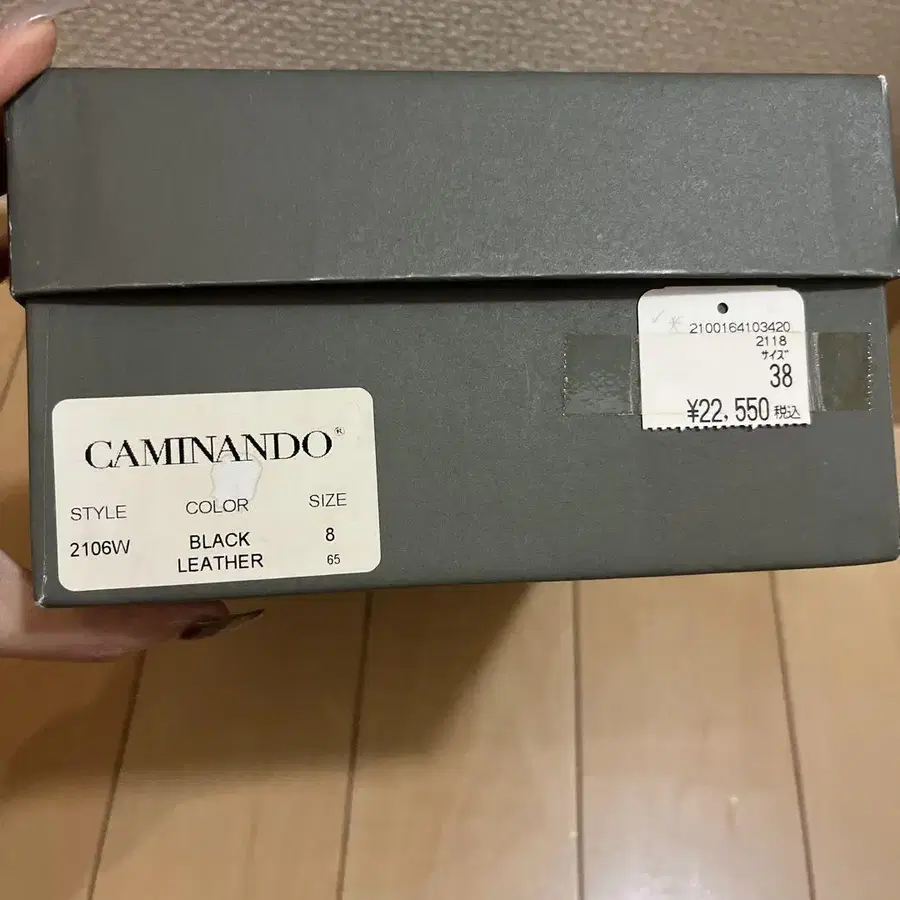 2100164103420
2118
サイズ
38
¥22,550 税込
CAMINANDO®
STYLE COLOR SIZE
2106W BLACK 8
LEATHER 65